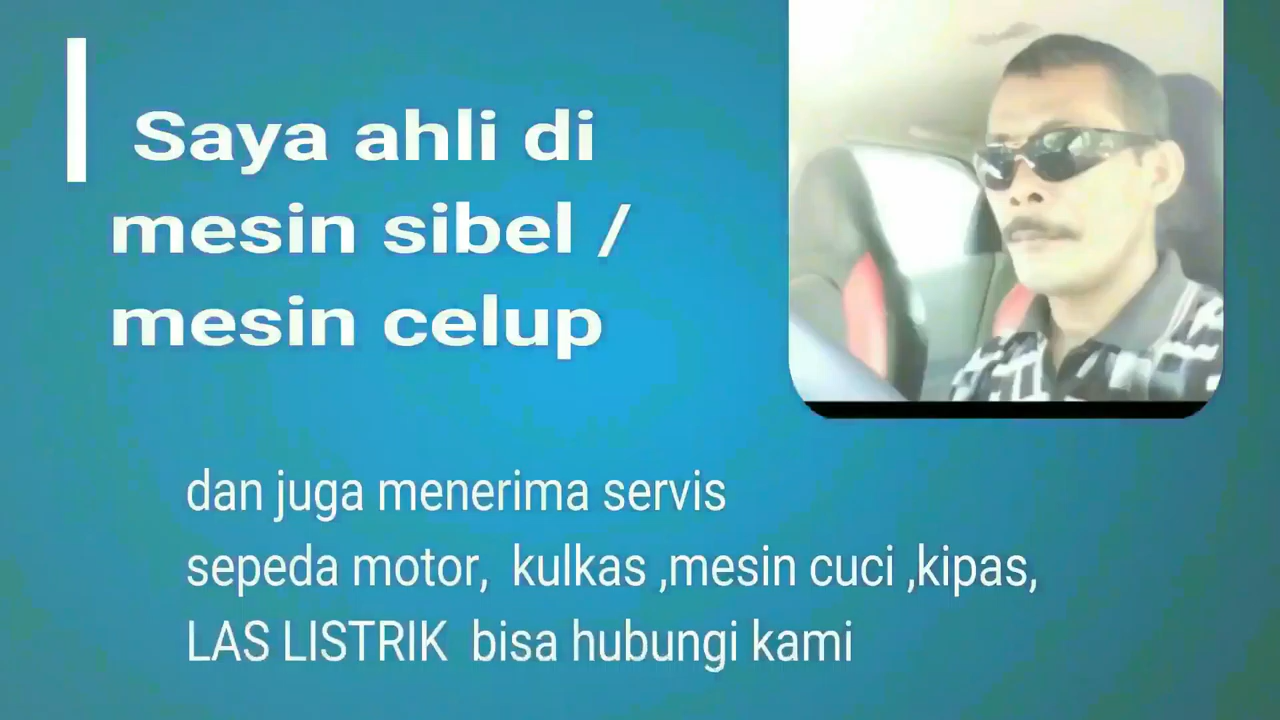 Saya ahli di
mesin sibel /
mesin celup
dan juga menerima servis
sepeda motor,  kulkas ,mesin cuci ,kipas,
LAS LISTRIK  bisa hubungi kami